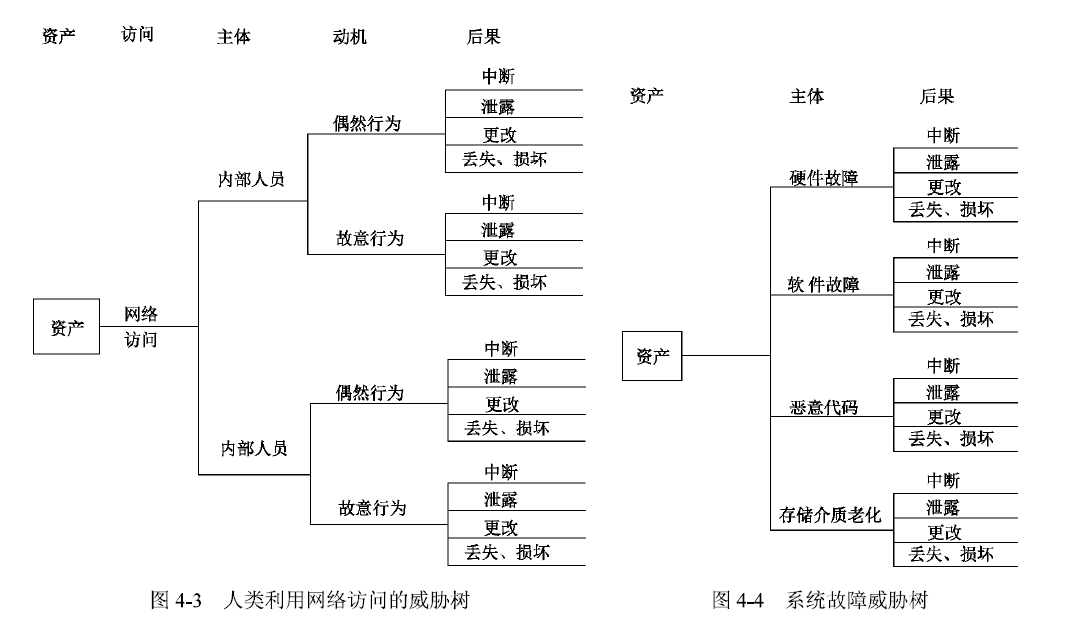 资产 访问 主体 动机 后果
中断
泄露
偶然行为
更改
丢失、损坏
内部人员
中断
泄露
故意行为
更改
丢失、损坏
资产
网络
访问
中断
泄露
偶然行为
更改
丢失、损坏
内部人员
中断
泄露
故意行为
更改
丢失、损坏
图 4-3 人类利用网络访问的威胁树
资产 主体 后果
中断
泄露
硬件故障
更改
丢失、损坏
中断
泄露
软 件故障
更改
丢失、损坏
资产
中断
泄露
恶意代码
更改
丢失、损坏
中断
泄露
存储介质老化
更改
丢失、损坏
图 4-4 系统故障威胁树